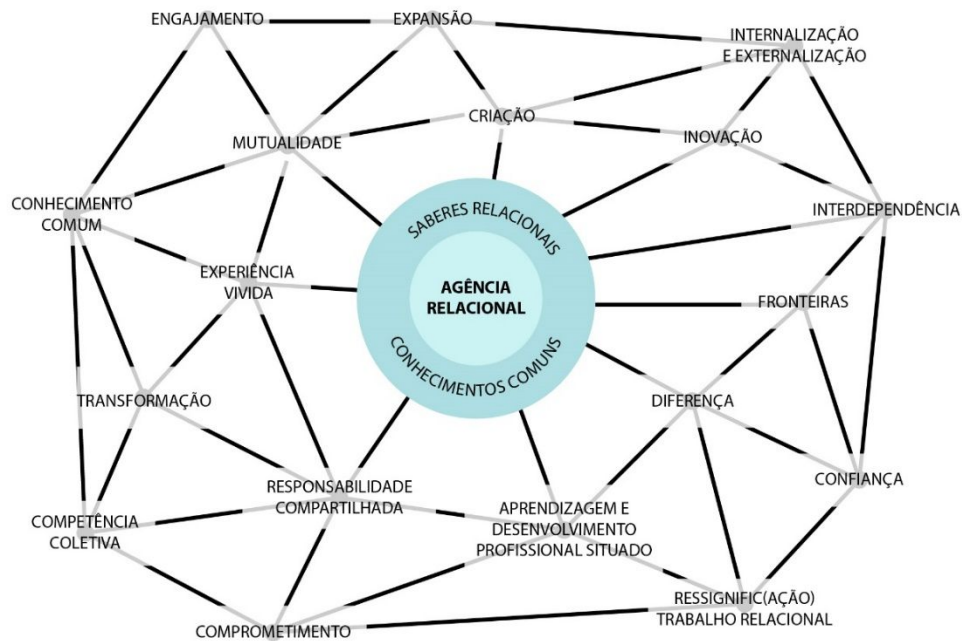 ENGAJAMENTO
EXPANSÃO
INTERNALIZAÇÃO
E EXTERNALIZAÇÃO
CRIAÇÃO
MUTUALIDADE
INOVAÇÃO
CONHECIMENTO
COMUM
SABERES RELACIONAIS
INTERDEPENDÊNCIA
EXPERIÊNCIA
VIVIDA
AGÊNCIA
RELACIONAL
FRONTEIRAS
CONHECIMENTOS COMUNS
TRANSFORMAÇÃO
DIFERENÇA
RESPONSABILIDADE
COMPARTILHADA
CONFIANÇA
APRENDIZAGEM E
DESENVOLVIMENTO
PROFISSIONAL SITUADO
COMPETÊNCIA
COLETIVA
RESSIGNIFIC(AÇÃO)
TRABALHO RELACIONAL
COMPROMETIMENTO